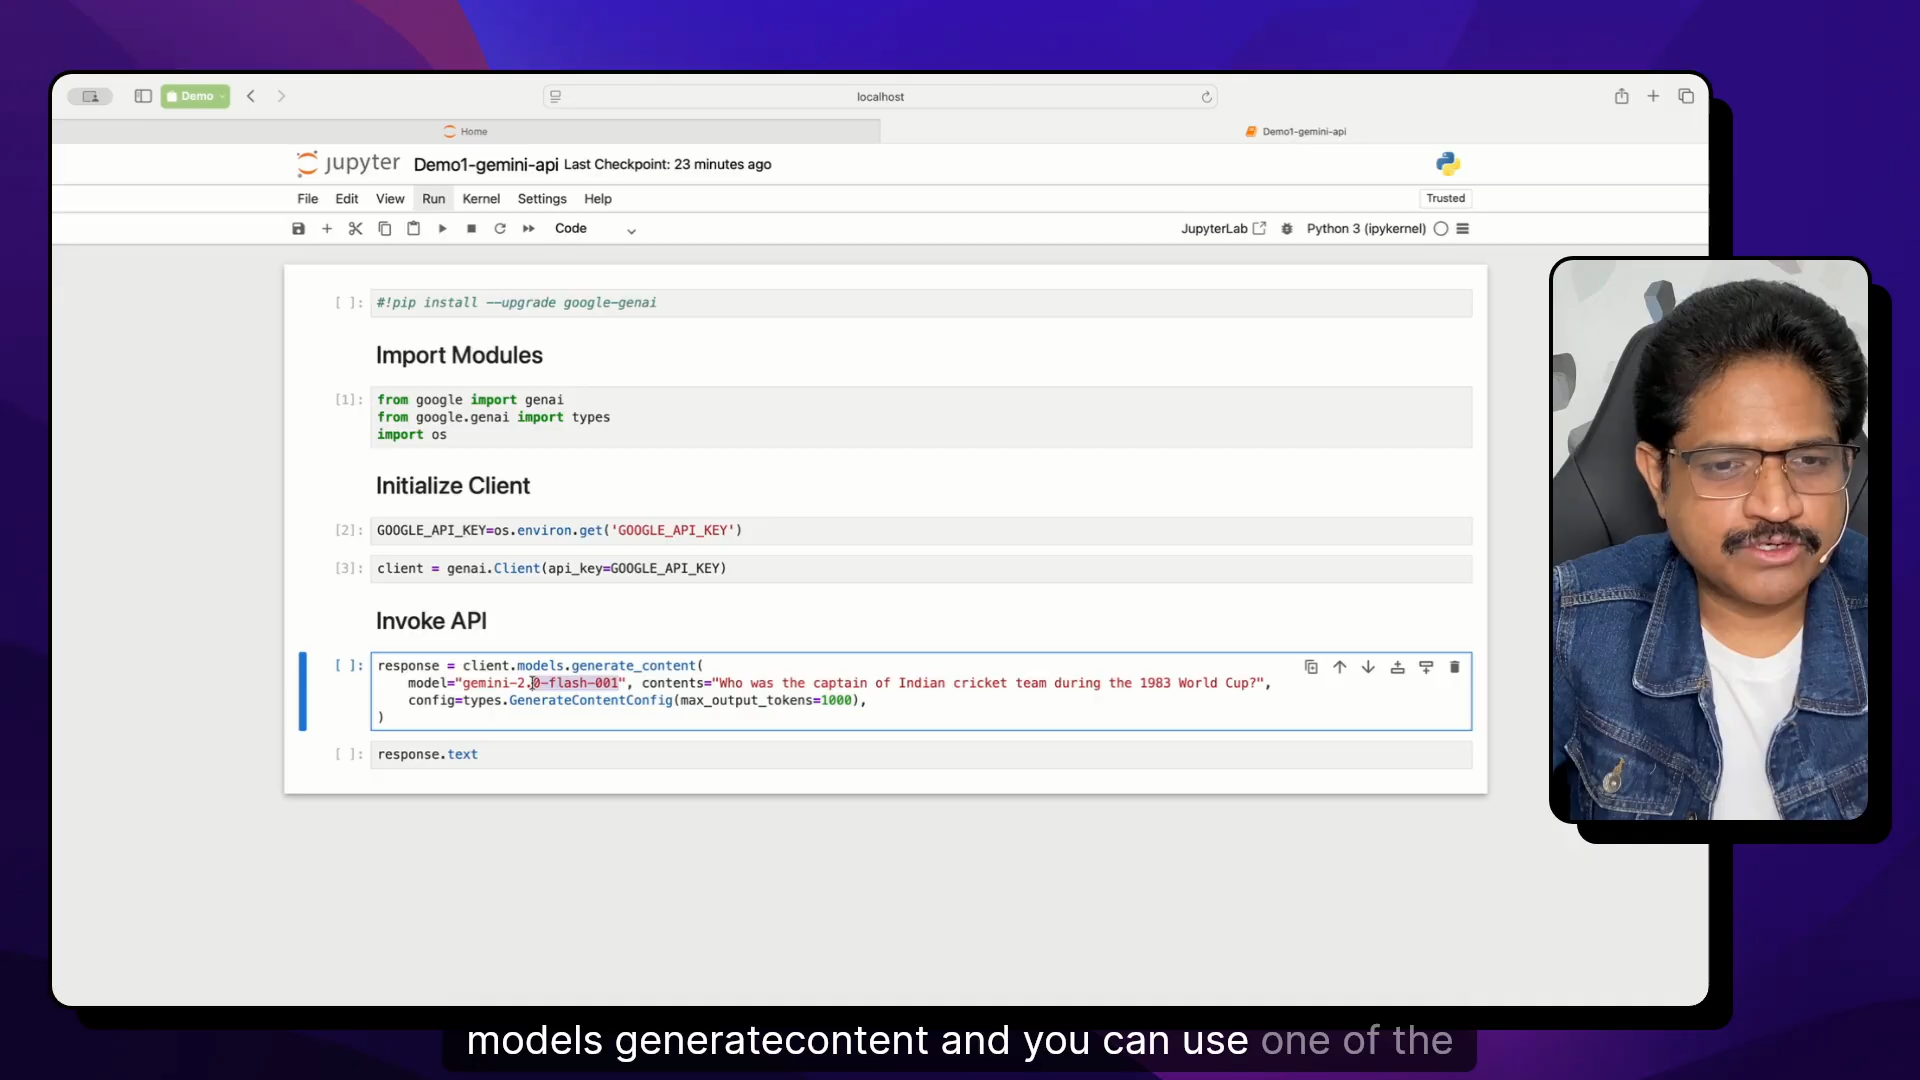 Demo
localhost
Home
Demo1-gemini-api
jupyter Demo1-gemini-api Last Checkpoint: 23 minutes ago
File Edit View Run Kernel Settings Help
Trusted
Code
JupyterLab
Python 3 (ipykernel)
[ ]: #!pip install --upgrade google-genai
Import Modules
[1]: from google import genai
from google.genai import types
import os
Initialize Client
[2]: GOOGLE_API_KEY=os.environ.get('GOOGLE_API_KEY')
[3]: client = genai.Client(api_key=GOOGLE_API_KEY)
Invoke API
[ ]: response = client.models.generate_content(
model="gemini-2.0-flash-001", contents="Who was the captain of Indian cricket team during the 1983 World Cup?",
config=types.GenerateContentConfig(max_output_tokens=1000),
)
[ ]: response.text
models generatecontent and you can use one of the